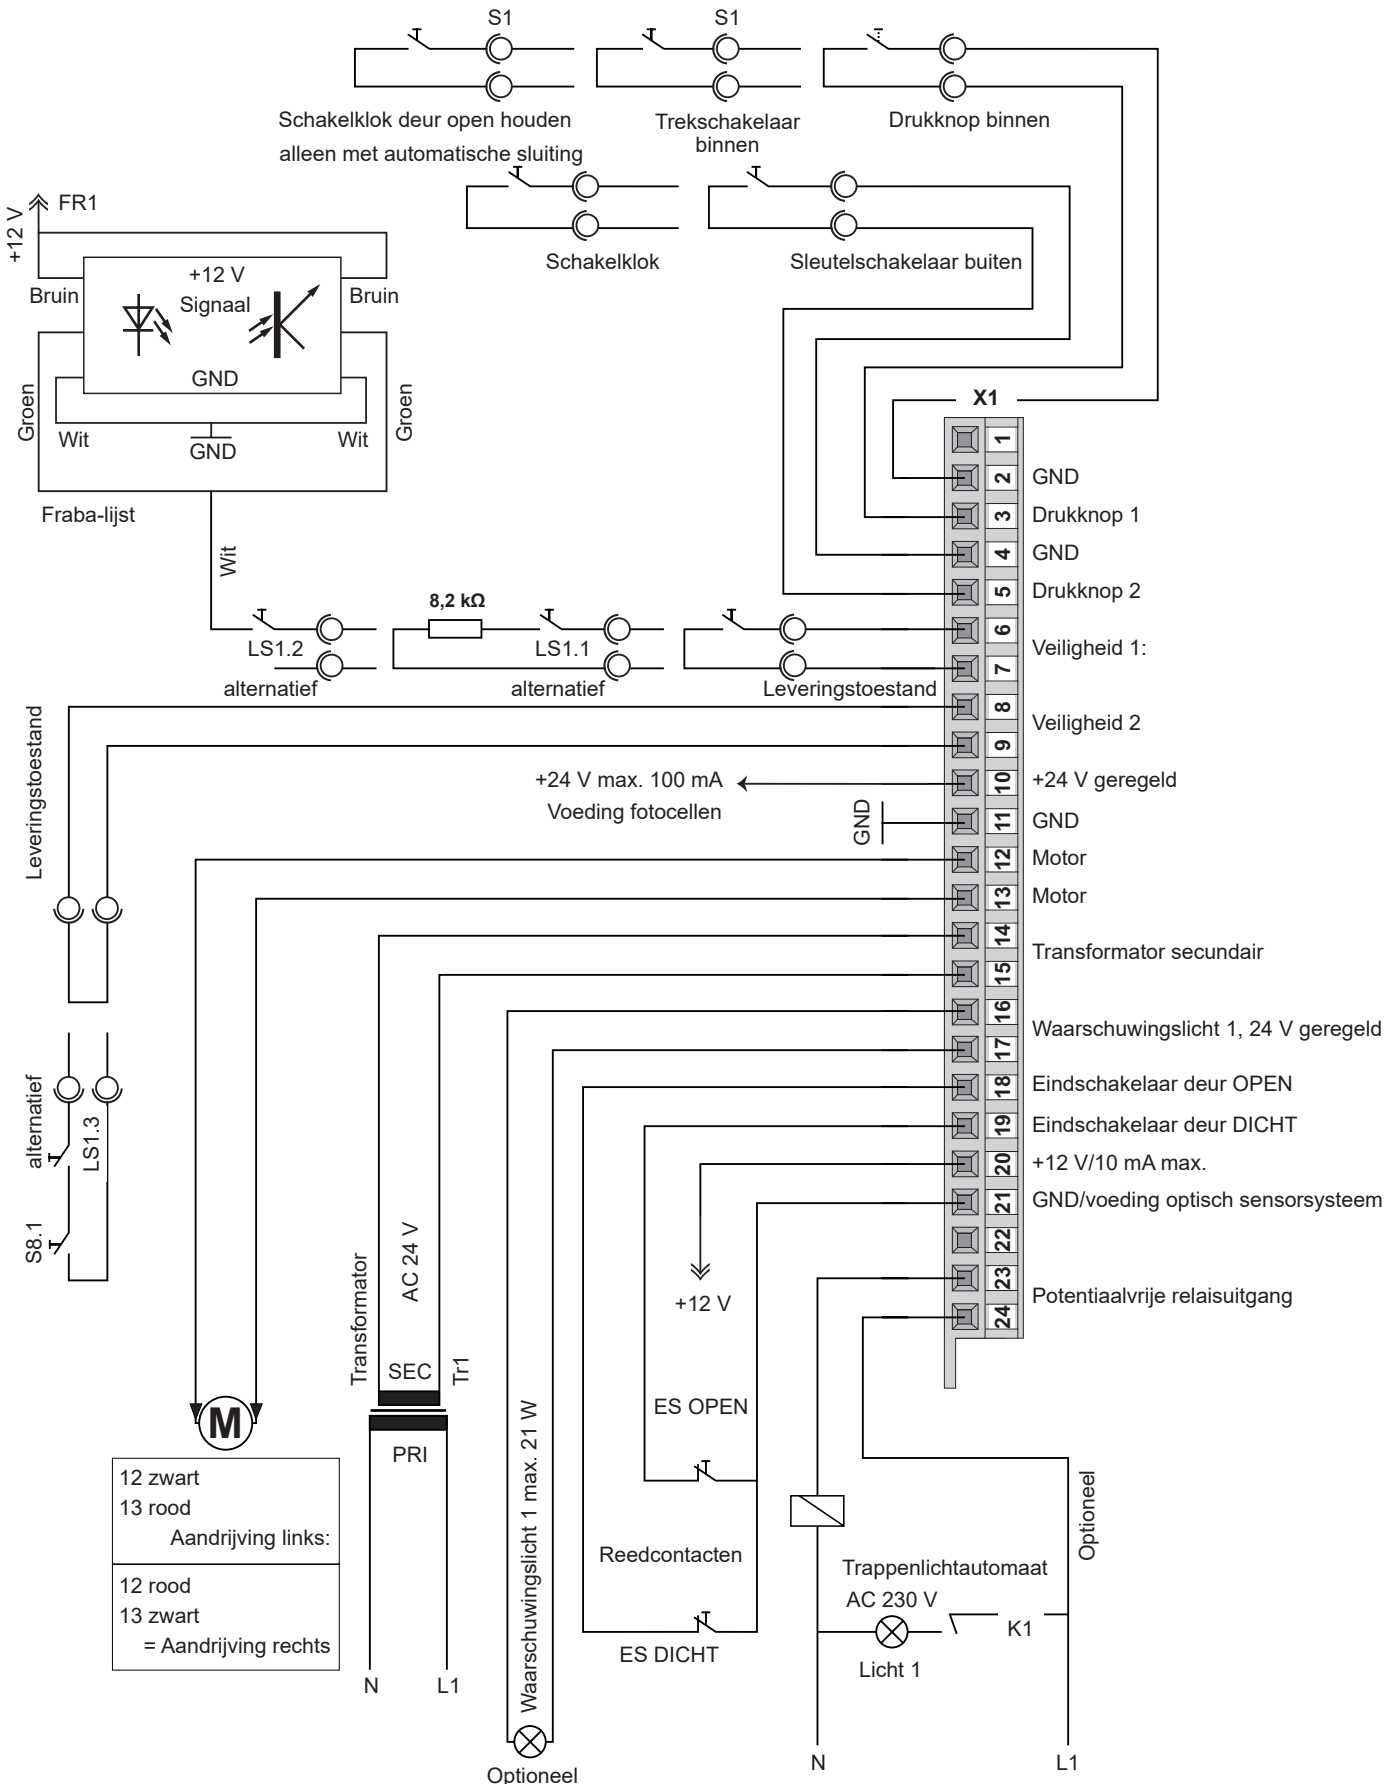 S1
S1
Schakelklok deur open houden
alleen met automatische sluiting
Trekschakelaar
binnen
Drukknop binnen
Schakelklok
Sleutelschakelaar buiten
+12 V
FR1
+12 V
Signaal
Bruin
Bruin
GND
Groen
Groen
Wit
Wit
GND
Fraba-lijst
Wit
X1
1
2
GND
3
Drukknop 1
4
GND
5
Drukknop 2
6
Veiligheid 1:
7
8
Veiligheid 2
9
10
+24 V geregeld
11
GND
12
Motor
13
Motor
14
Transformator secundair
15
16
Waarschuwingslicht 1, 24 V geregeld
17
18
Eindschakelaar deur OPEN
19
Eindschakelaar deur DICHT
20
+12 V/10 mA max.
21
GND/voeding optisch sensorsysteem
22
23
Potentiaalvrije relaisuitgang
24
8,2 kΩ
LS1.2
LS1.1
alternatief
alternatief
Leveringstoestand
Leveringstoestand
+24 V max. 100 mA
Voeding fotocellen
GND
alternatief
LS1.3
S8.1
Transformator
AC 24 V
SEC
Tr1
PRI
N
L1
M
12 zwart
13 rood
Aandrijving links:
12 rood
13 zwart
= Aandrijving rechts
Waarschuwingslicht 1 max. 21 W
Optioneel
+12 V
ES OPEN
Reedcontacten
ES DICHT
Trappenlichtautomaat
AC 230 V
K1
Licht 1
Optioneel
N
L1